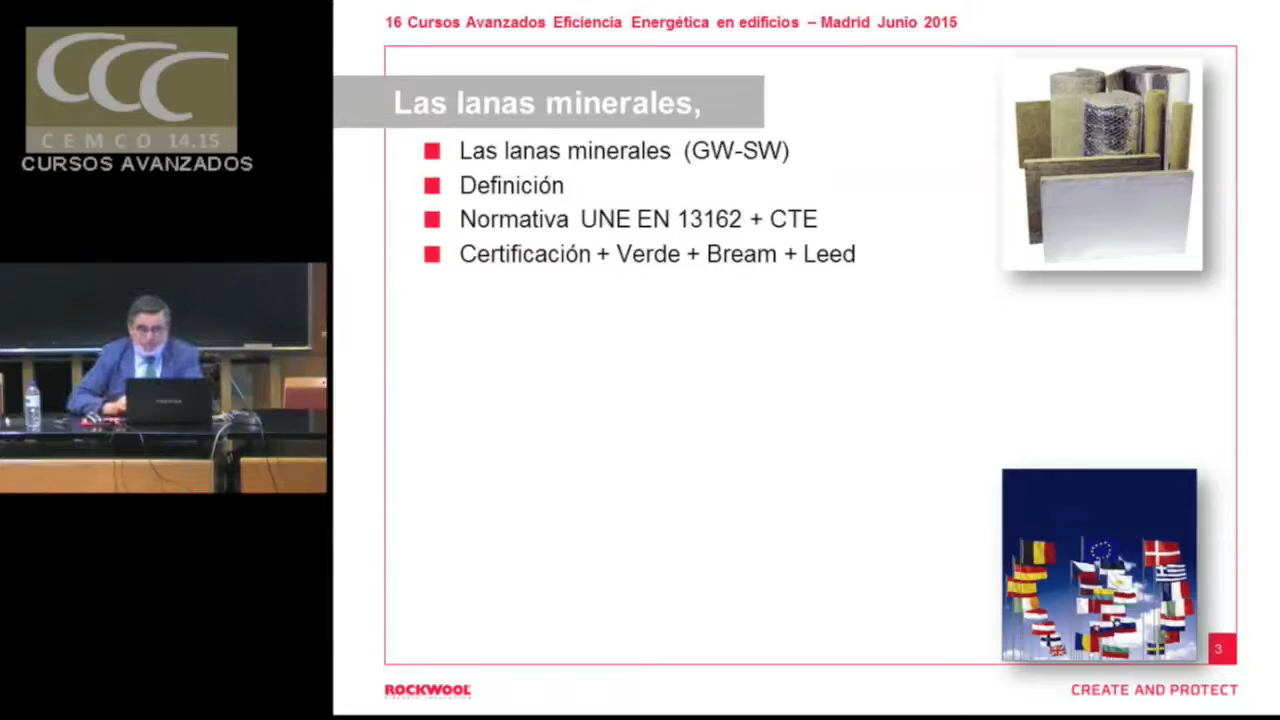 CCC
CEMCO 14.15
CURSOS AVANZADOS
TOSHIBA
16 Cursos Avanzados Eficiencia Energética en edificios – Madrid Junio 2015
Las lanas minerales,
Las lanas minerales (GW-SW)
Definición
Normativa UNE EN 13162 + CTE
Certificación + Verde + Bream + Leed
3
ROCKWOOL
CREATE AND PROTECT